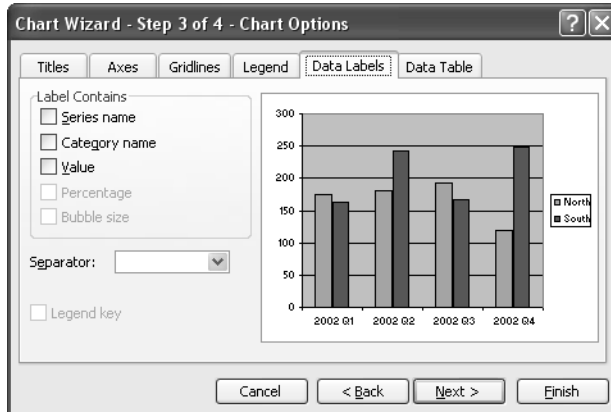 Chart Wizard - Step 3 of 4 - Chart Options
Titles Axes Gridlines Legend Data Labels Data Table
Label Contains
Series name
Category name
Value
Percentage
Bubble size
Separator:
Legend key
300
250
200
150
100
50
0
2002 Q1 2002 Q2 2002 Q3 2002 Q4
North
South
Cancel < Back Next > Finish